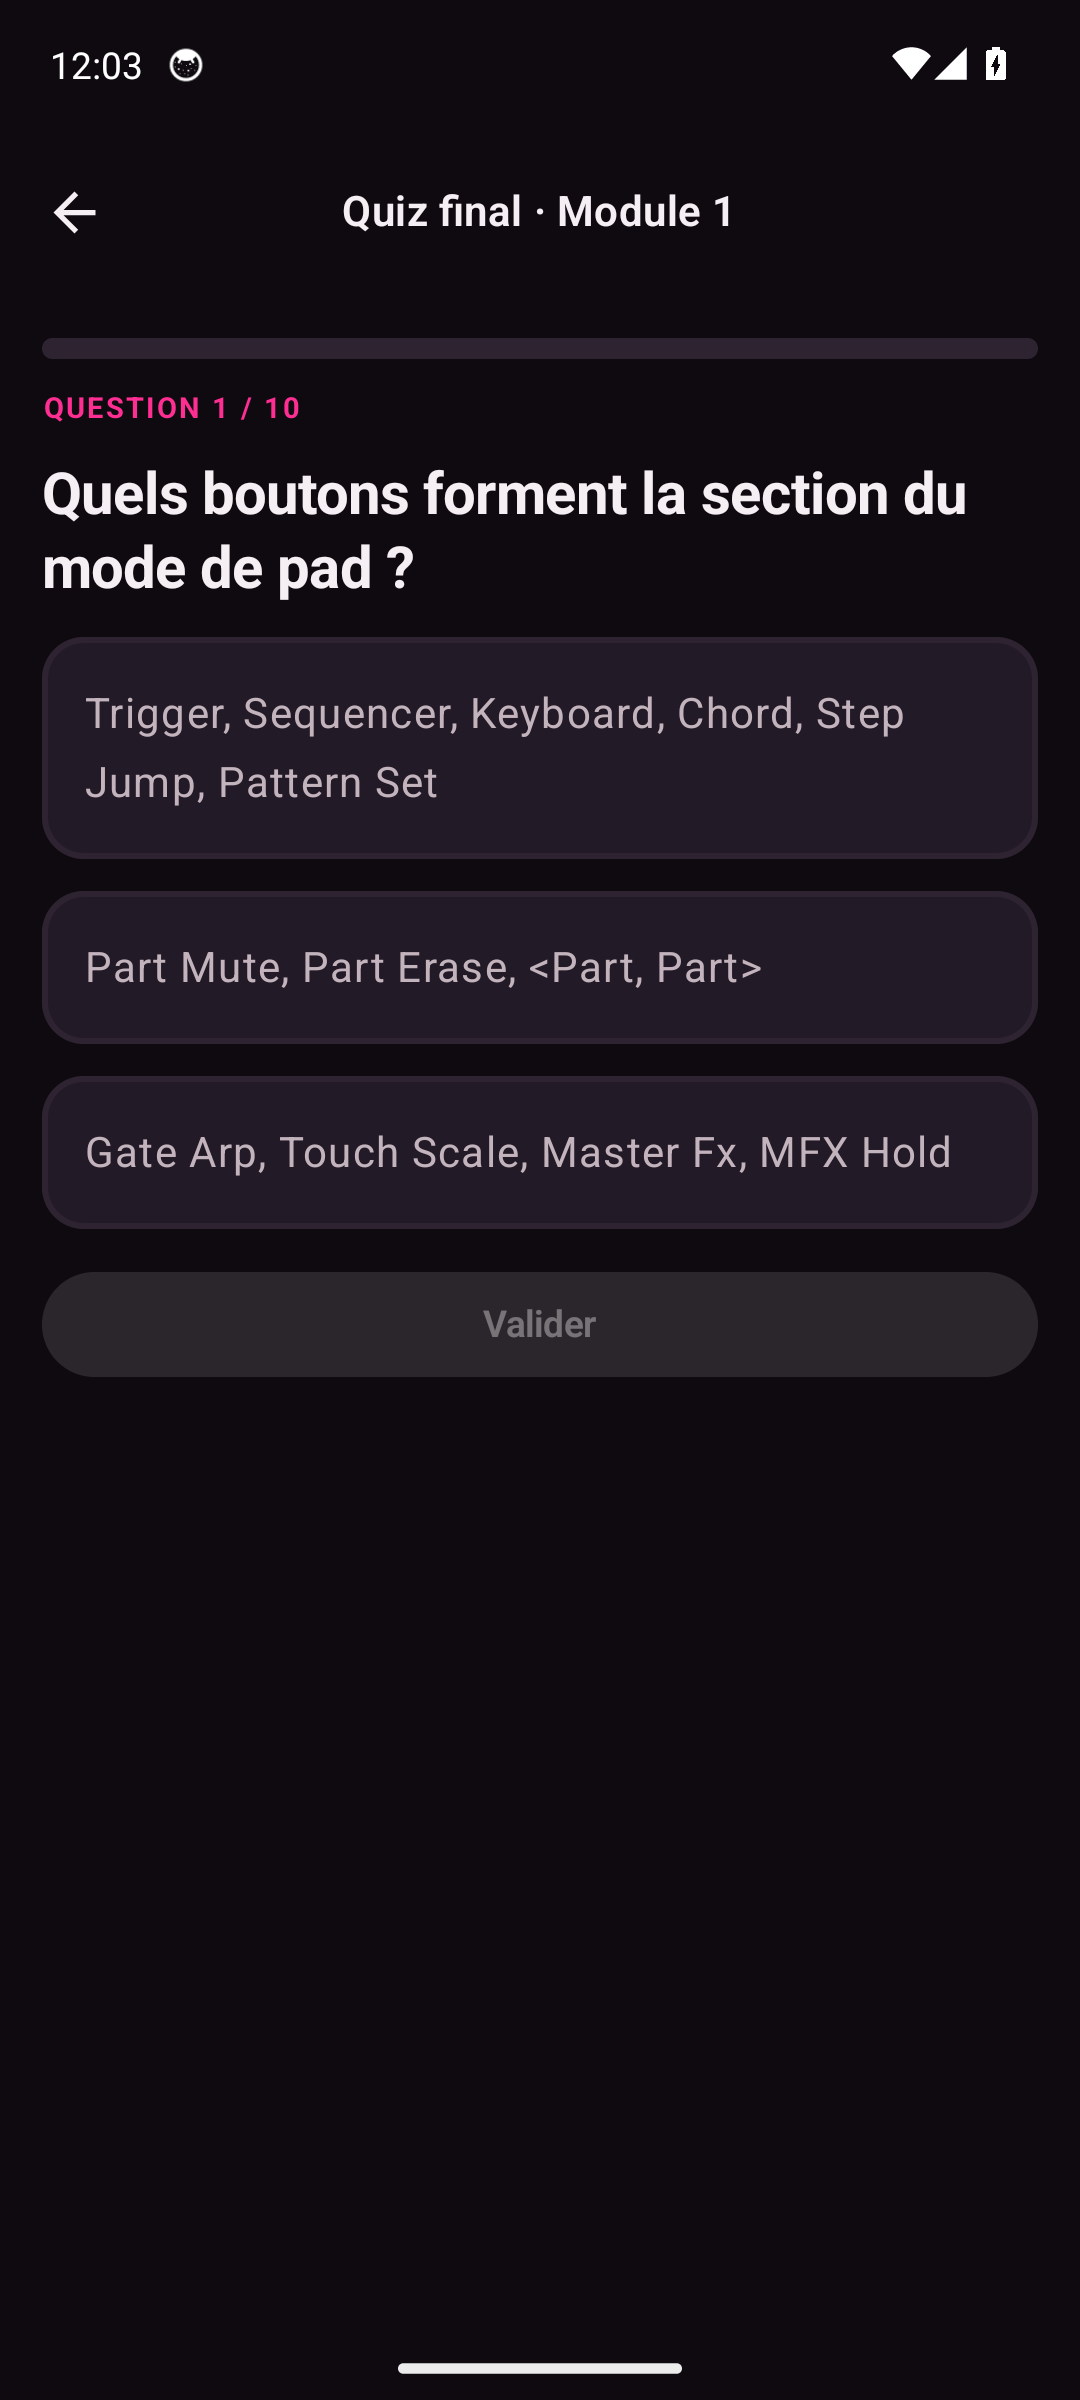 12:03
Quiz final · Module 1
QUESTION 1 / 10
Quels boutons forment la section du
mode de pad ?
Trigger, Sequencer, Keyboard, Chord, Step
Jump, Pattern Set
Part Mute, Part Erase, <Part, Part>
Gate Arp, Touch Scale, Master Fx, MFX Hold
Valider